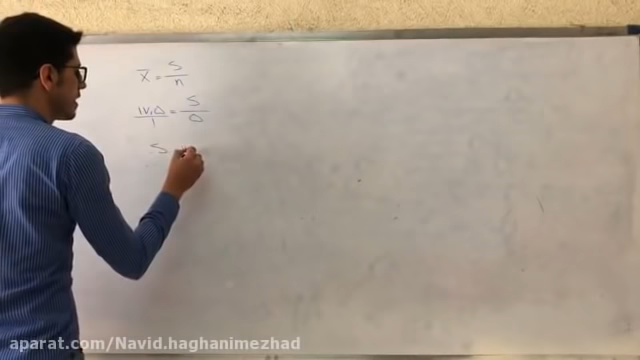 x̄ = S/n
۱۷,۵/۱ = S/۵
S
aparat.com/Navid.haghanimezhad